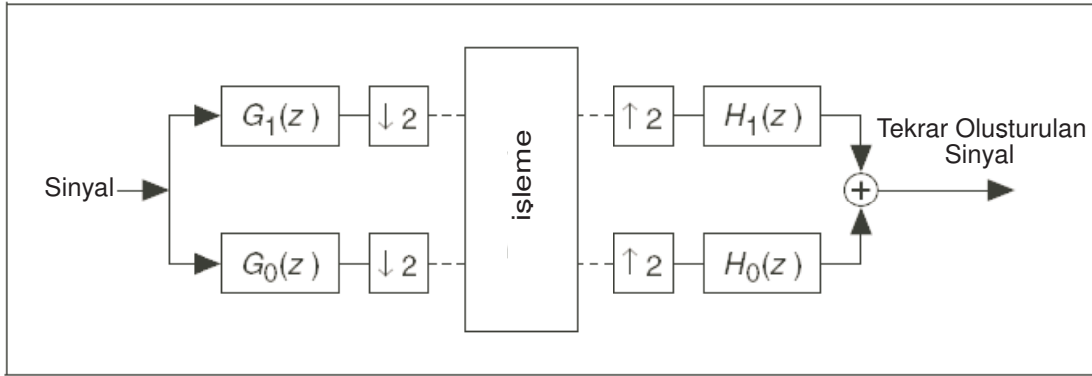 G1(z)
↓ 2
↑ 2
H1(z)
Tekrar Olusturulan
Sinyal
Sinyal
işleme
+
G0(z)
↓ 2
↑ 2
H0(z)